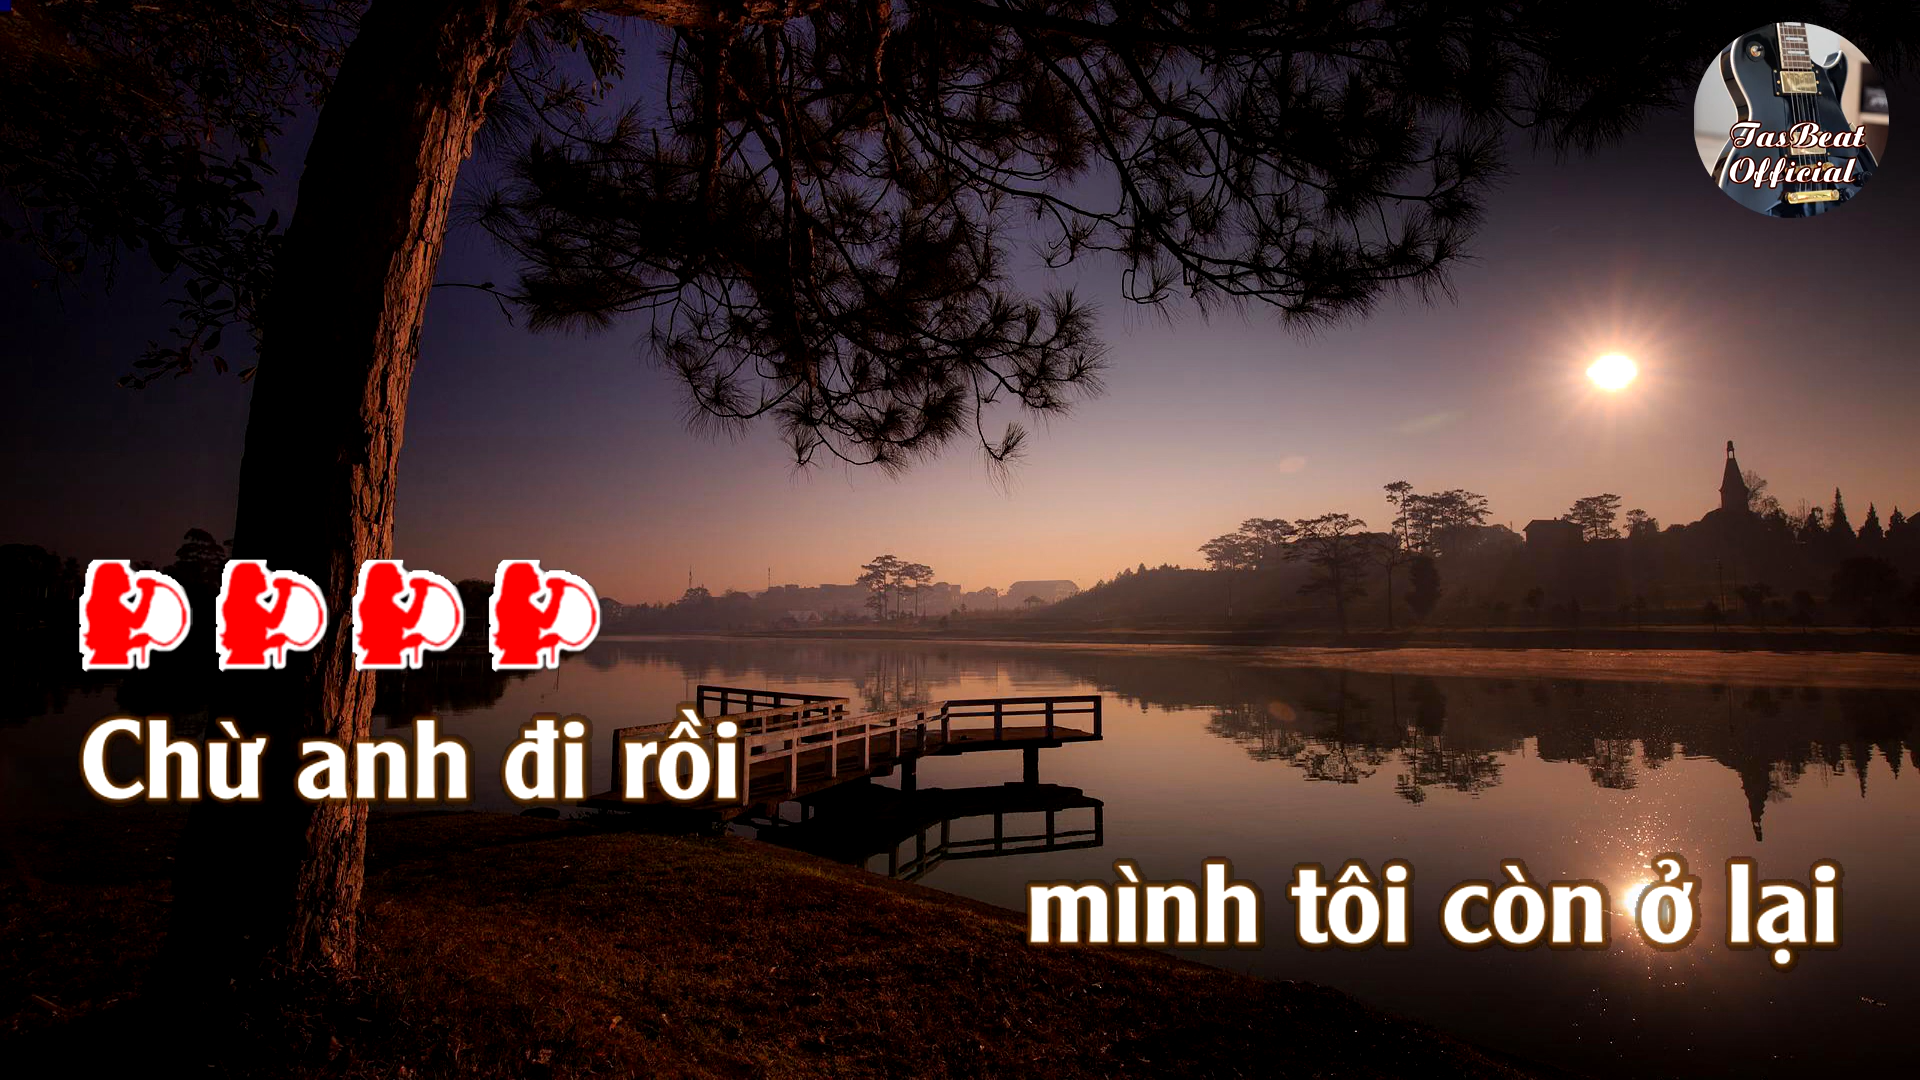 TasBeat
Official
Chừ anh đi rồi
mình tôi còn ở lại